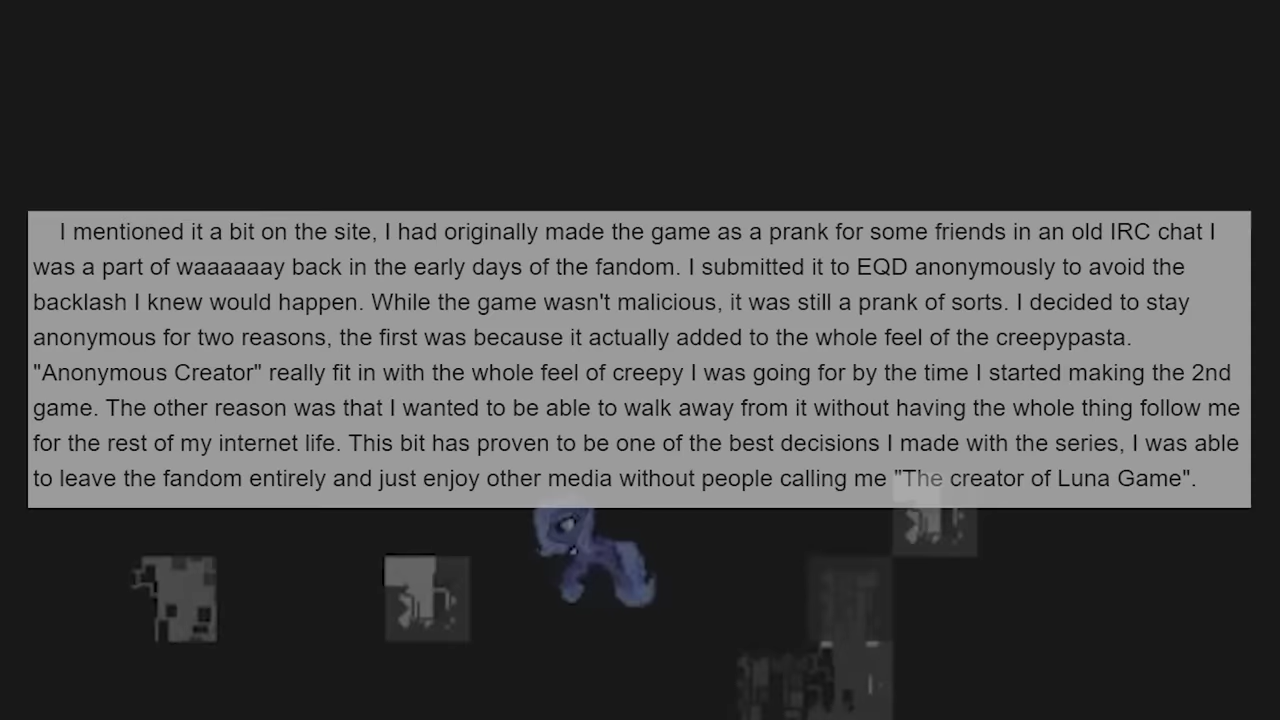 I mentioned it a bit on the site, I had originally made the game as a prank for some friends in an old IRC chat I
was a part of waaaaaay back in the early days of the fandom. I submitted it to EQD anonymously to avoid the
backlash I knew would happen. While the game wasn't malicious, it was still a prank of sorts. I decided to stay
anonymous for two reasons, the first was because it actually added to the whole feel of the creepypasta.
"Anonymous Creator" really fit in with the whole feel of creepy I was going for by the time I started making the 2nd
game. The other reason was that I wanted to be able to walk away from it without having the whole thing follow me
for the rest of my internet life. This bit has proven to be one of the best decisions I made with the series, I was able
to leave the fandom entirely and just enjoy other media without people calling me "The creator of Luna Game".